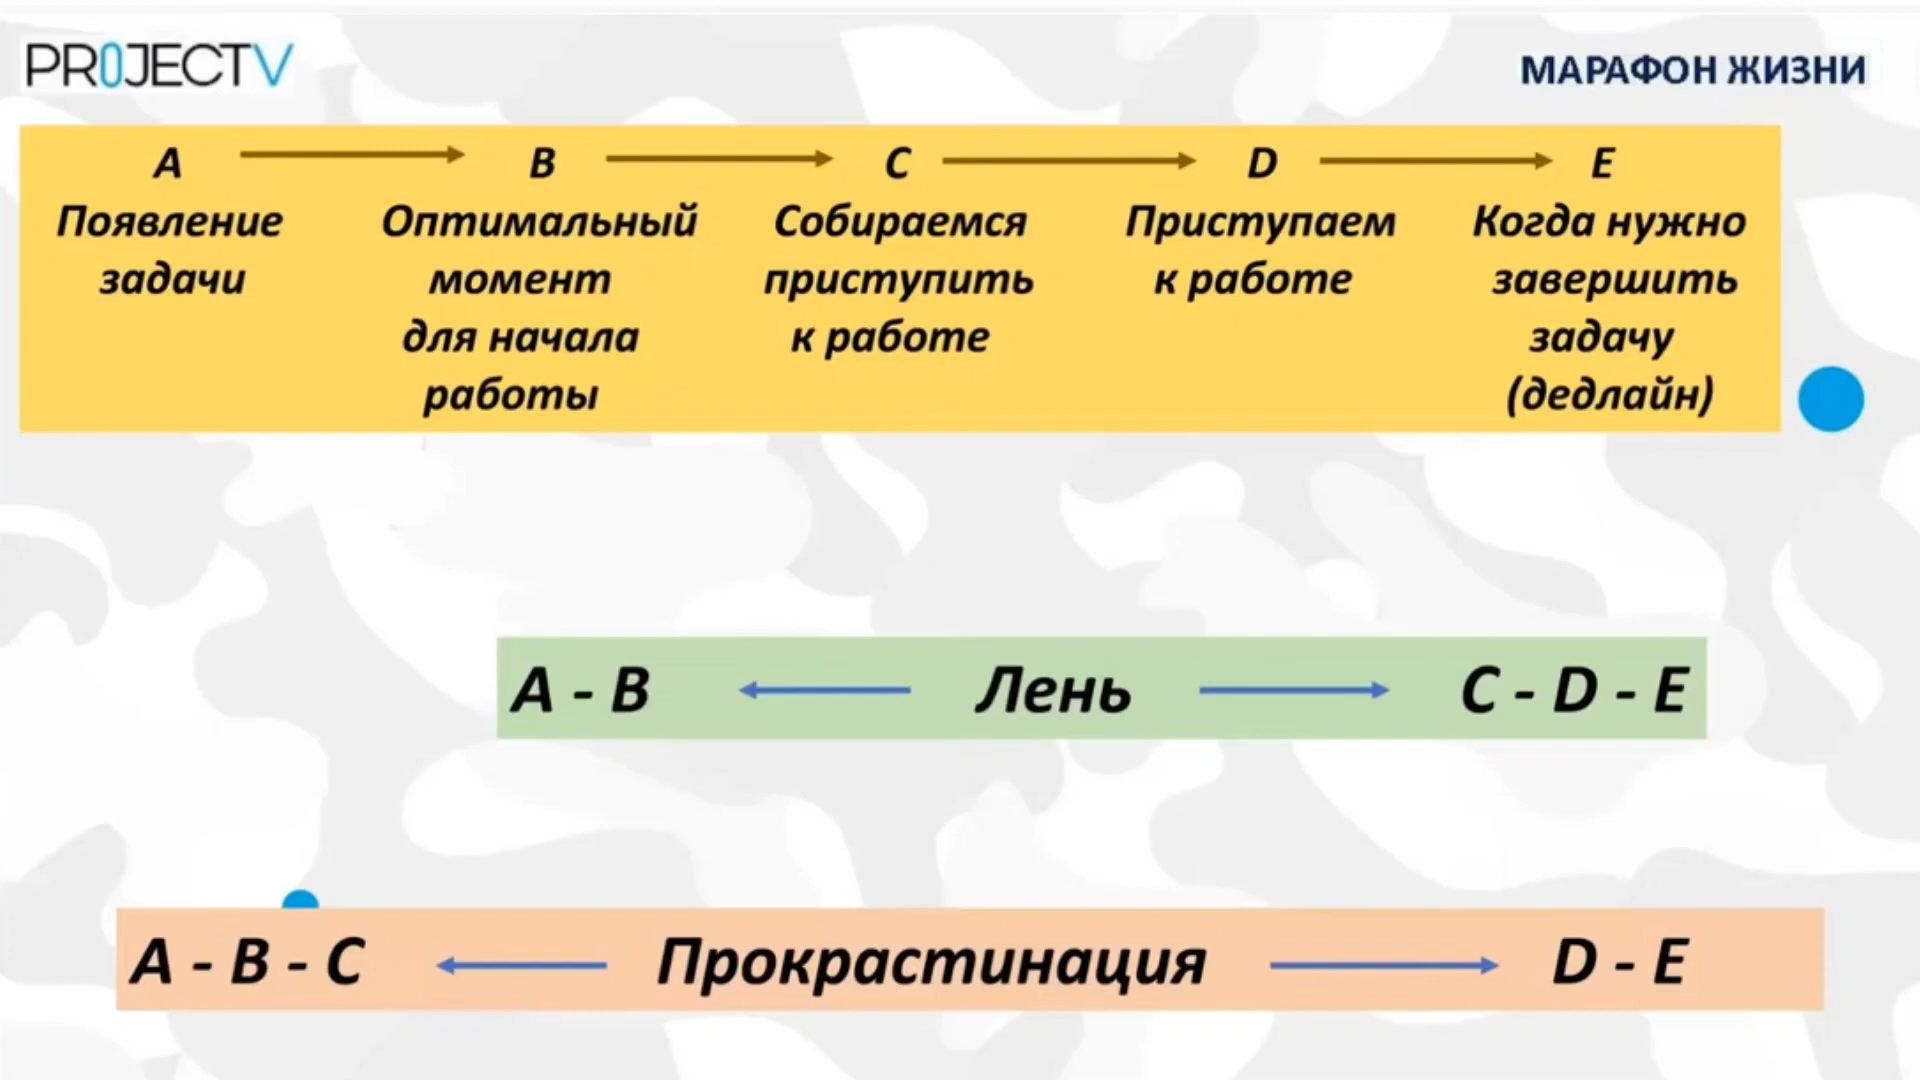 PROJECTV
МАРАФОН ЖИЗНИ
A B C D E
Появление Оптимальный Собираемся Приступаем Когда нужно
задачи момент приступить к работе завершить
для начала к работе задачу
работы (дедлайн)
A - B Лень C - D - E
A - B - C Прокрастинация D - E